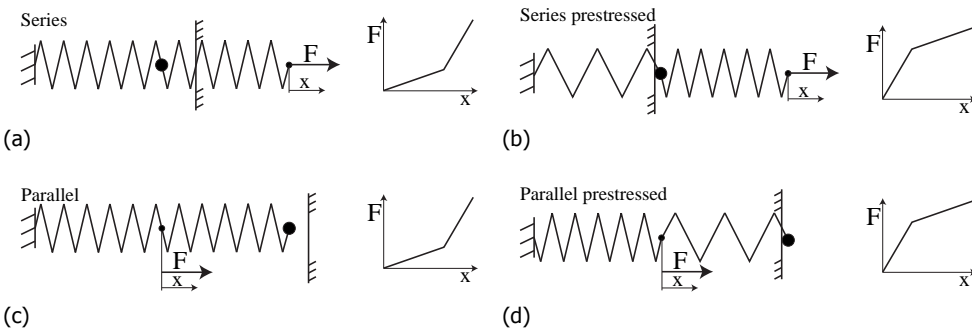 Series
F
x
F
x
(a)
Series prestressed
F
x
F
x
(b)
Parallel
F
x
F
x
(c)
Parallel prestressed
F
x
F
x
(d)